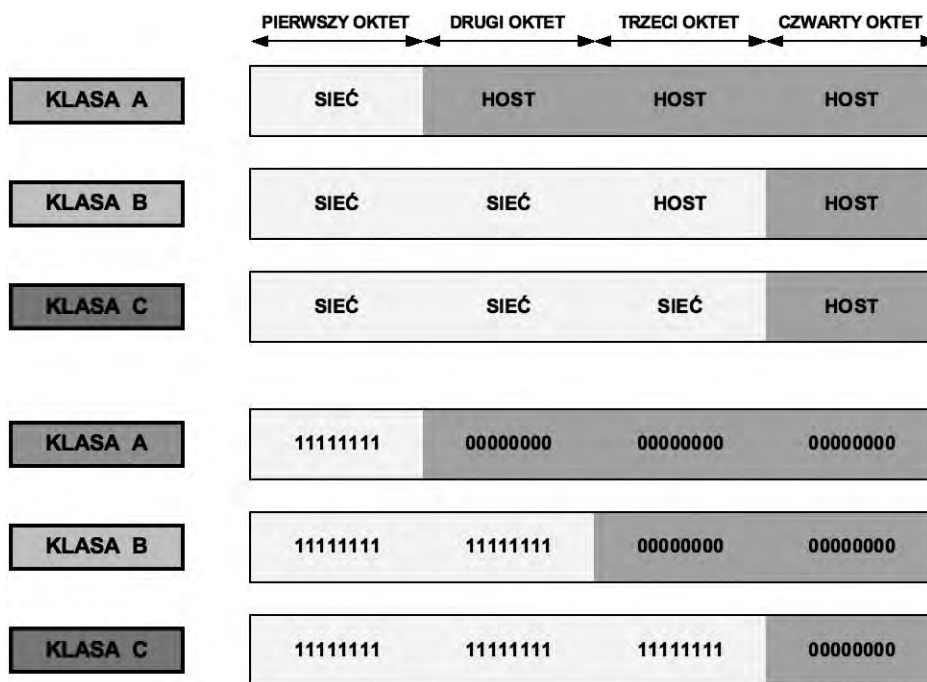 PIERWSZY OKTET DRUGI OKTET TRZECI OKTET CZWARTY OKTET
KLASA A SIEĆ HOST HOST HOST
KLASA B SIEĆ SIEĆ HOST HOST
KLASA C SIEĆ SIEĆ SIEĆ HOST
KLASA A 11111111 00000000 00000000 00000000
KLASA B 11111111 11111111 00000000 00000000
KLASA C 11111111 11111111 11111111 00000000